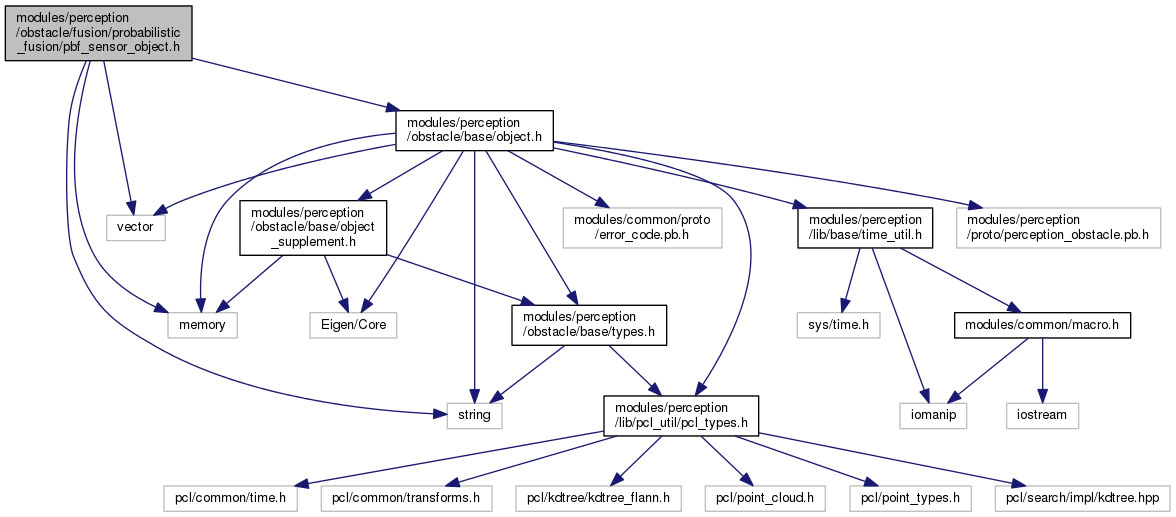 modules/perception
/obstacle/fusion/probabilistic
_fusion/pbf_sensor_object.h
modules/perception
/obstacle/base/object.h
vector
modules/perception
/obstacle/base/object
_supplement.h
modules/common/proto
/error_code.pb.h
modules/perception
/lib/base/time_util.h
modules/perception
/proto/perception_obstacle.pb.h
memory
Eigen/Core
modules/perception
/obstacle/base/types.h
sys/time.h
modules/common/macro.h
string
modules/perception
/lib/pcl_util/pcl_types.h
iomanip
iostream
pcl/common/time.h
pcl/common/transforms.h
pcl/kdtree/kdtree_flann.h
pcl/point_cloud.h
pcl/point_types.h
pcl/search/impl/kdtree.hpp